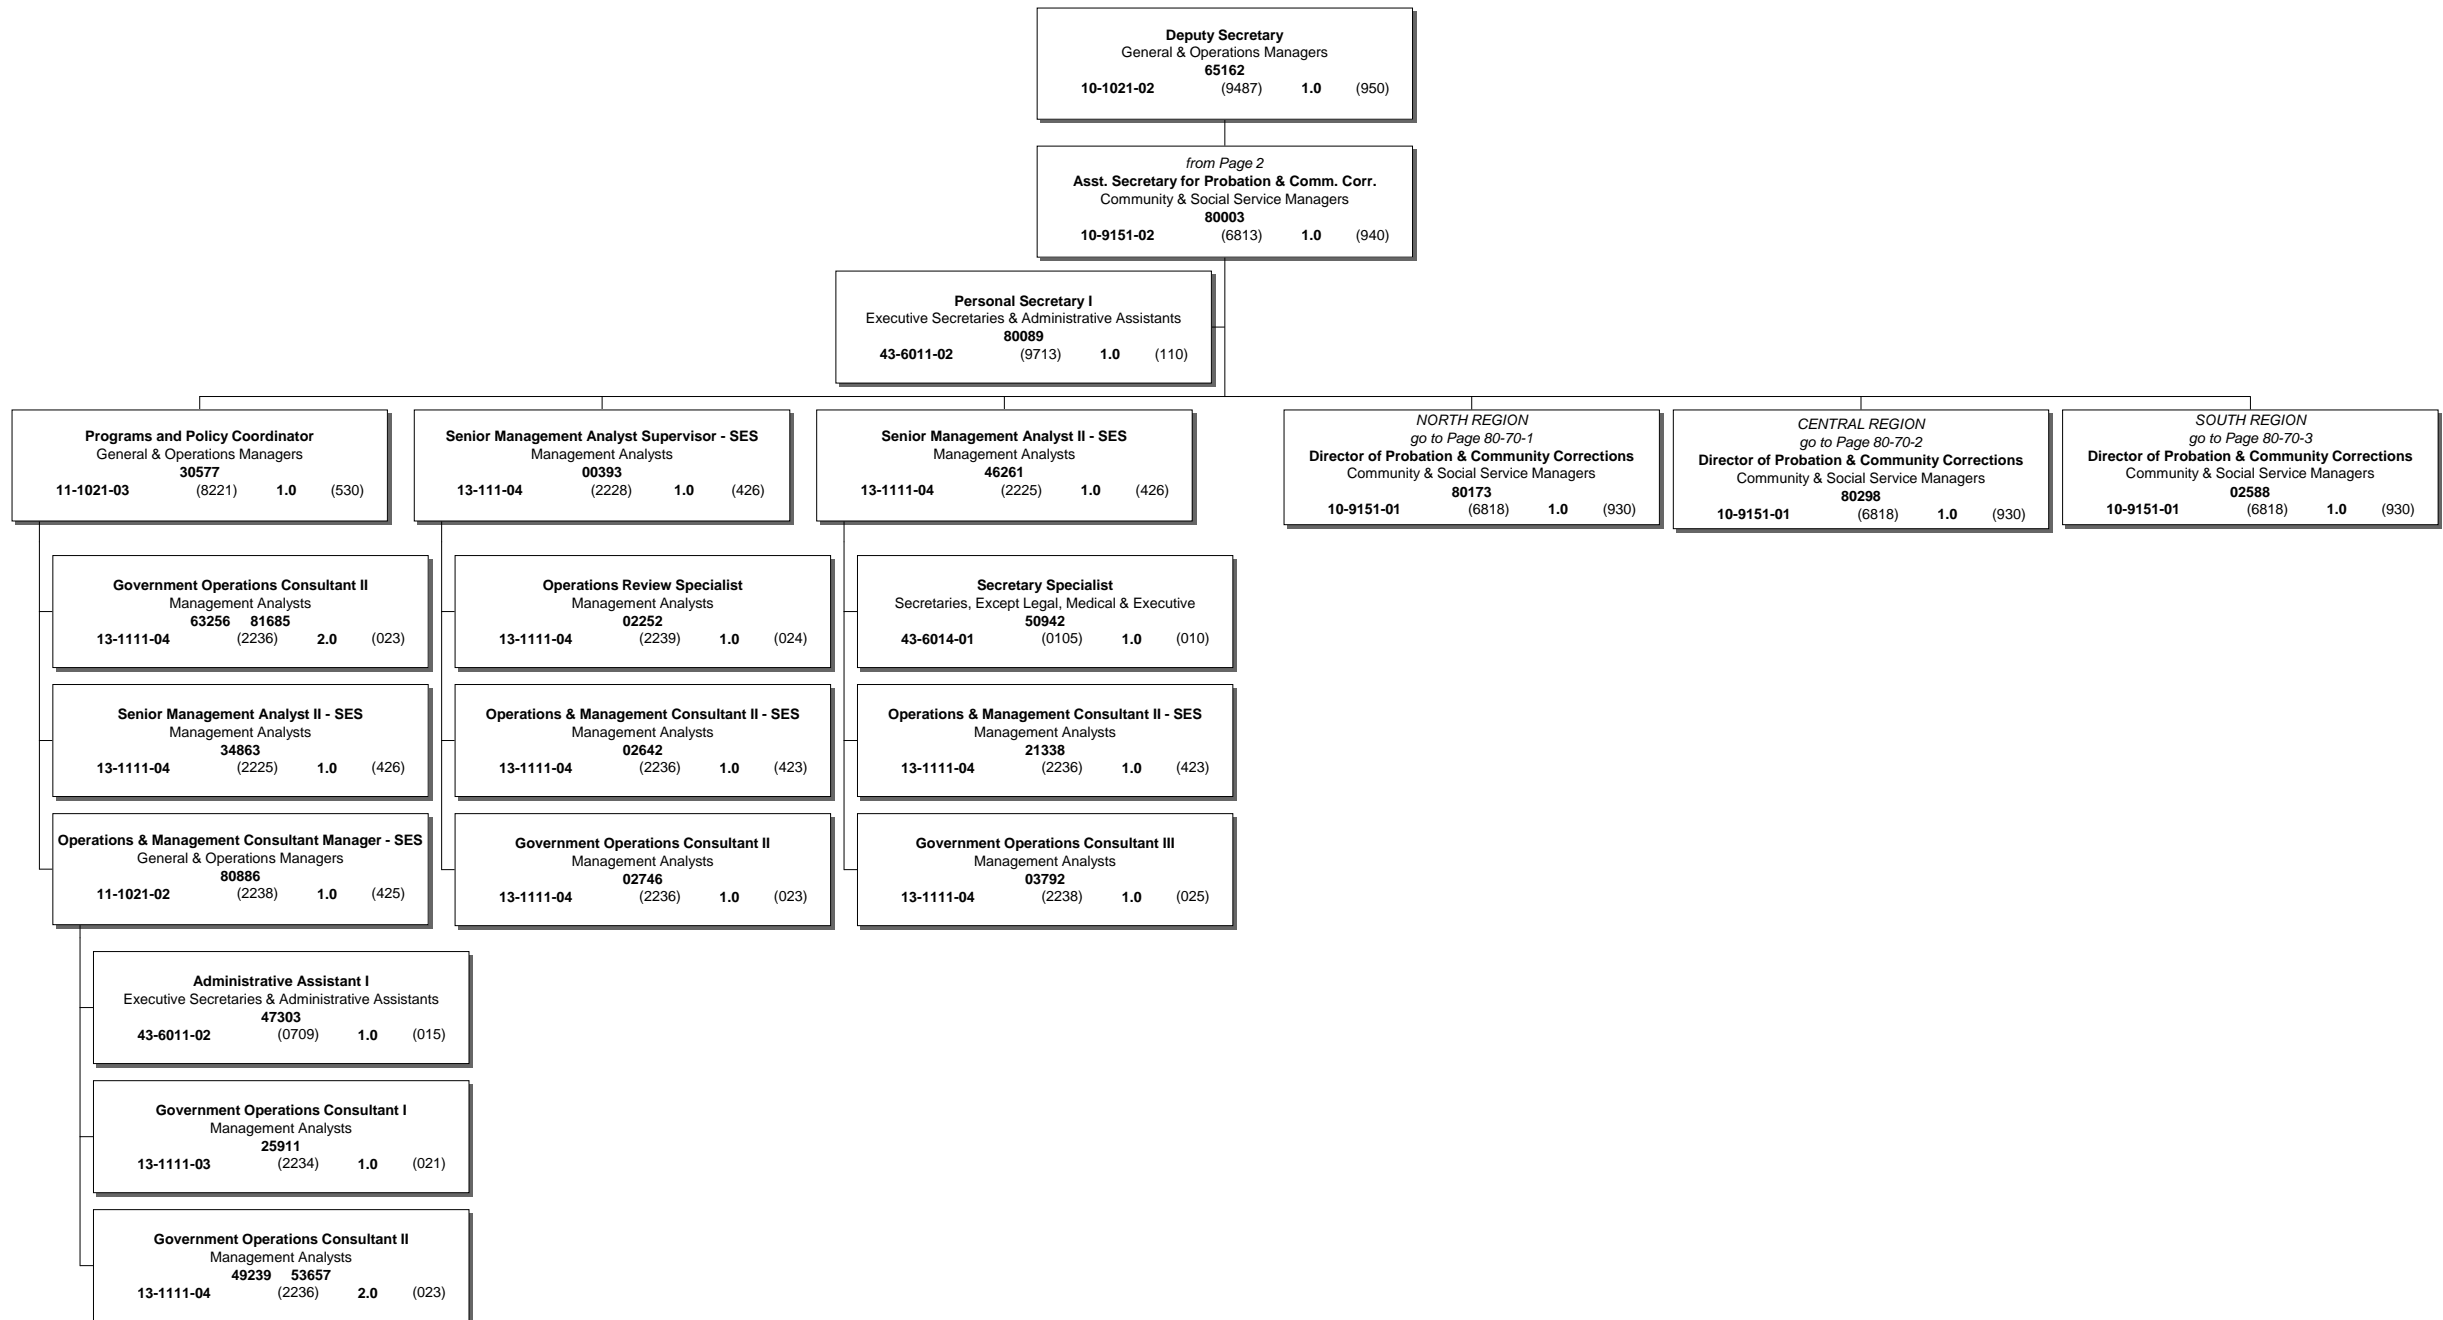 Deputy Secretary
General & Operations Managers
65162
10-1021-02 (9487) 1.0 (950)
from Page 2
Asst. Secretary for Probation & Comm. Corr.
Community & Social Service Managers
80003
10-9151-02 (6813) 1.0 (940)
Personal Secretary I
Executive Secretaries & Administrative Assistants
80089
43-6011-02 (9713) 1.0 (110)
Programs and Policy Coordinator
General & Operations Managers
30577
11-1021-03 (8221) 1.0 (530)
Senior Management Analyst Supervisor - SES
Management Analysts
00393
13-111-04 (2228) 1.0 (426)
Senior Management Analyst II - SES
Management Analysts
46261
13-1111-04 (2225) 1.0 (426)
NORTH REGION
go to Page 80-70-1
Director of Probation & Community Corrections
Community & Social Service Managers
80173
10-9151-01 (6818) 1.0 (930)
CENTRAL REGION
go to Page 80-70-2
Director of Probation & Community Corrections
Community & Social Service Managers
80298
10-9151-01 (6818) 1.0 (930)
SOUTH REGION
go to Page 80-70-3
Director of Probation & Community Corrections
Community & Social Service Managers
02588
10-9151-01 (6818) 1.0 (930)
Government Operations Consultant II
Management Analysts
63256 81685
13-1111-04 (2236) 2.0 (023)
Senior Management Analyst II - SES
Management Analysts
34863
13-1111-04 (2225) 1.0 (426)
Operations & Management Consultant Manager - SES
General & Operations Managers
80886
11-1021-02 (2238) 1.0 (425)
Administrative Assistant I
Executive Secretaries & Administrative Assistants
47303
43-6011-02 (0709) 1.0 (015)
Government Operations Consultant I
Management Analysts
25911
13-1111-03 (2234) 1.0 (021)
Government Operations Consultant II
Management Analysts
49239 53657
13-1111-04 (2236) 2.0 (023)
Operations Review Specialist
Management Analysts
02252
13-1111-04 (2239) 1.0 (024)
Operations & Management Consultant II - SES
Management Analysts
02642
13-1111-04 (2236) 1.0 (423)
Government Operations Consultant II
Management Analysts
02746
13-1111-04 (2236) 1.0 (023)
Secretary Specialist
Secretaries, Except Legal, Medical & Executive
50942
43-6014-01 (0105) 1.0 (010)
Operations & Management Consultant II - SES
Management Analysts
21338
13-1111-04 (2236) 1.0 (423)
Government Operations Consultant III
Management Analysts
03792
13-1111-04 (2238) 1.0 (025)